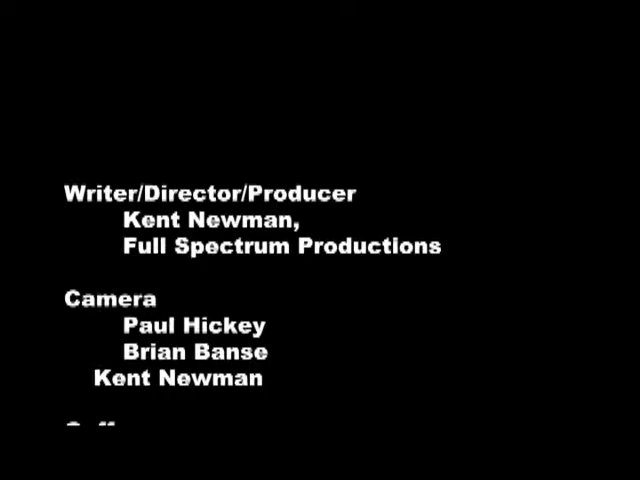 Writer/Director/Producer
Kent Newman,
Full Spectrum Productions
Camera
Paul Hickey
Brian Banse
Kent Newman